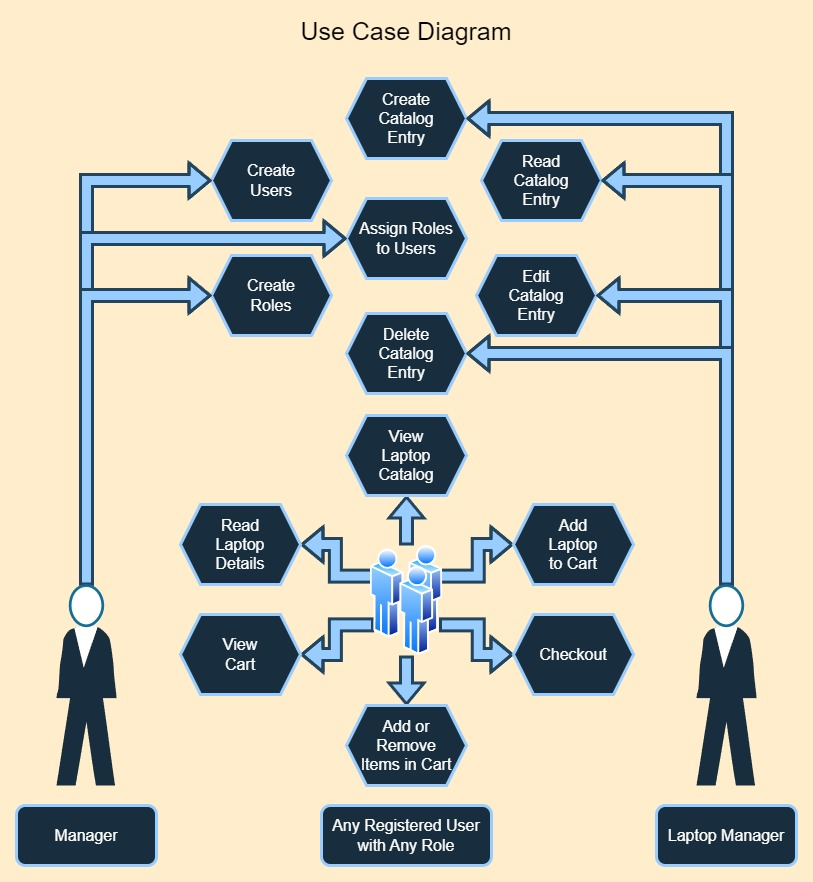 Use Case Diagram
Create
Catalog
Entry
Create
Users
Read
Catalog
Entry
Assign Roles
to Users
Create
Roles
Edit
Catalog
Entry
Delete
Catalog
Entry
View
Laptop
Catalog
Read
Laptop
Details
Add
Laptop
to Cart
View
Cart
Checkout
Add or
Remove
Items in Cart
Manager
Any Registered User
with Any Role
Laptop Manager